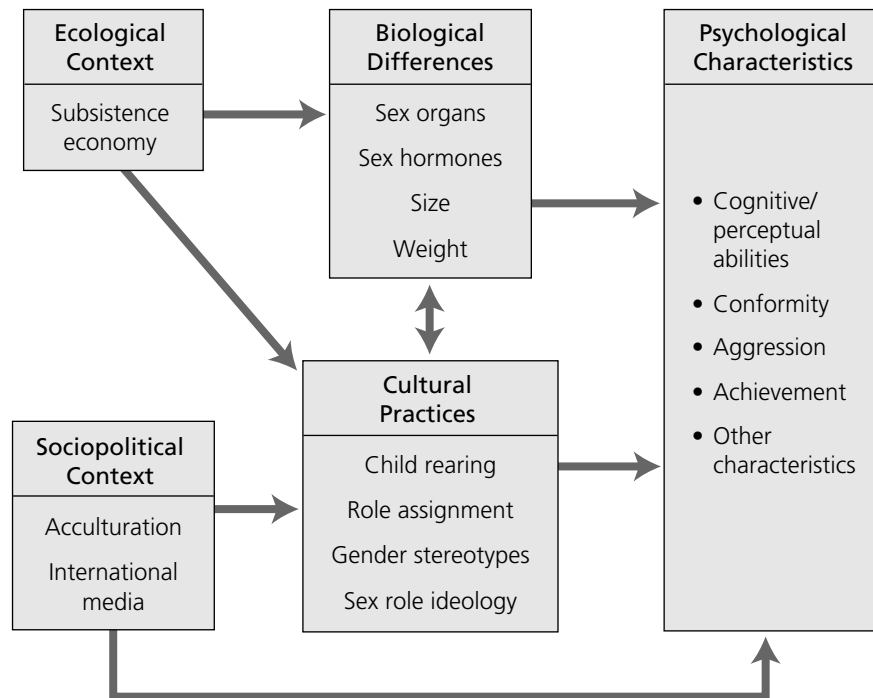 Ecological
Context
Subsistence
economy
Biological
Differences
Sex organs
Sex hormones
Size
Weight
Psychological
Characteristics
• Cognitive/
perceptual
abilities
• Conformity
• Aggression
• Achievement
• Other
characteristics
Sociopolitical
Context
Acculturation
International
media
Cultural
Practices
Child rearing
Role assignment
Gender stereotypes
Sex role ideology